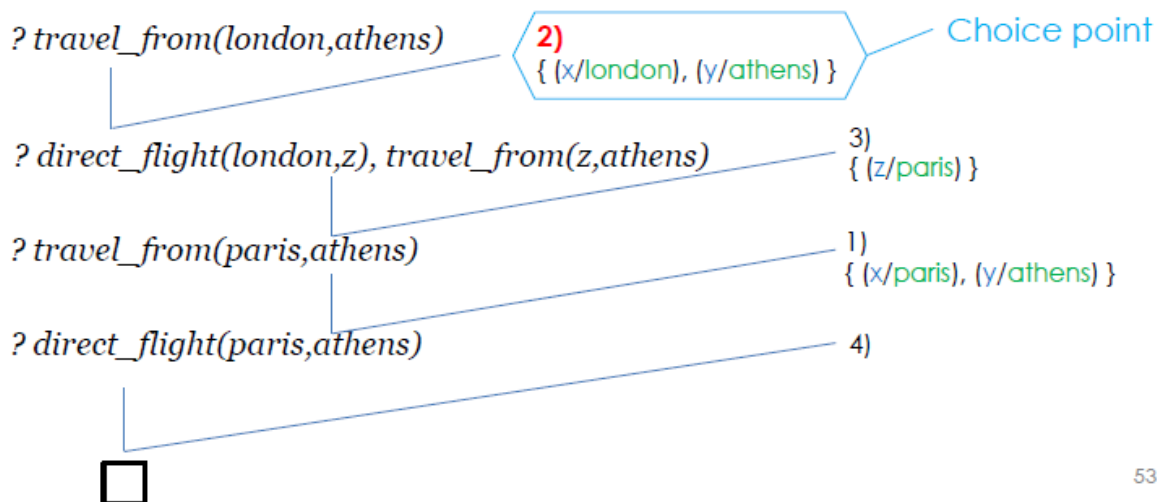 ? travel_from(london,athens)
2)
{ (x/london), (y/athens) }
Choice point
? direct_flight(london,z), travel_from(z,athens)
3)
{ (z/paris) }
? travel_from(paris,athens)
1)
{ (x/paris), (y/athens) }
? direct_flight(paris,athens)
4)
53